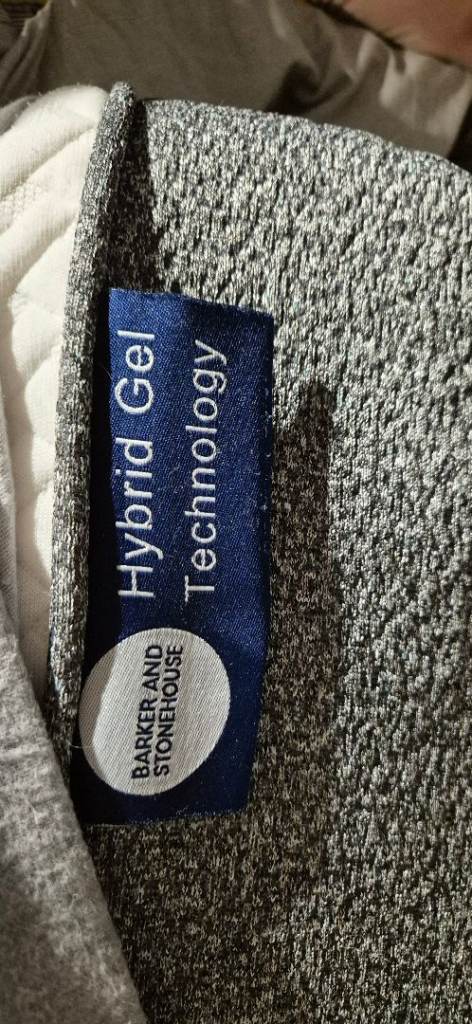 BARKER AND
STONEHOUSE
Hybrid Gel
Technology